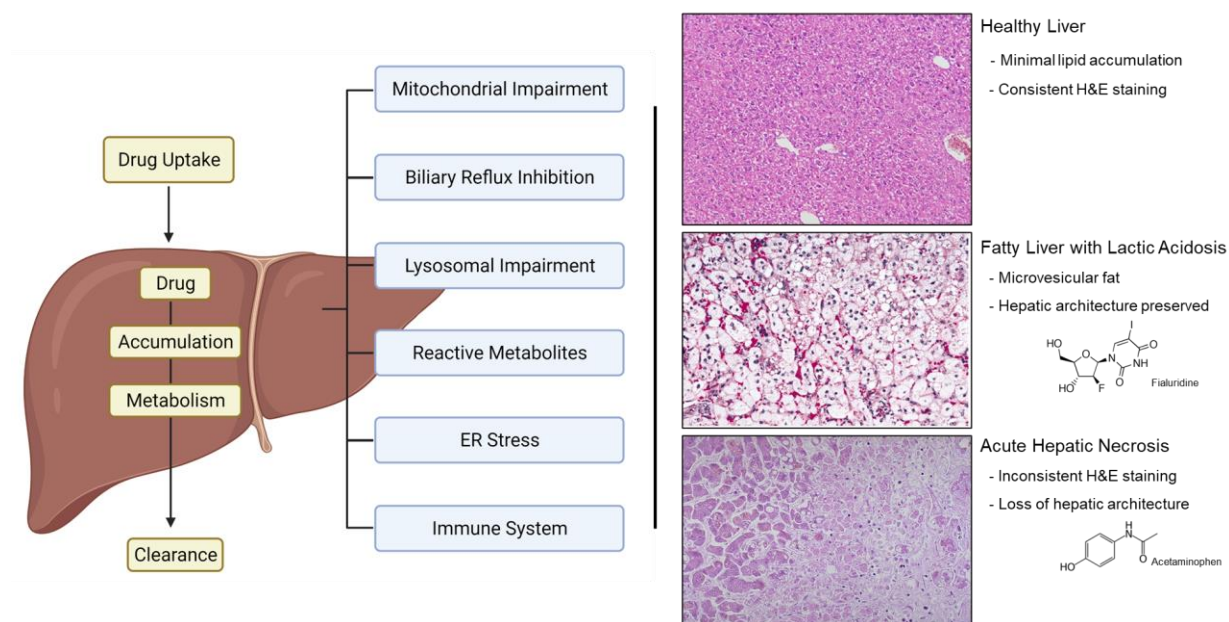 Drug Uptake
Drug
Accumulation
Metabolism
Clearance
Mitochondrial Impairment
Biliary Reflux Inhibition
Lysosomal Impairment
Reactive Metabolites
ER Stress
Immune System
Healthy Liver
- Minimal lipid accumulation
- Consistent H&E staining
Fatty Liver with Lactic Acidosis
- Microvesicular fat
- Hepatic architecture preserved
I
HO
O
O
N
NH
O
HO
F
Fialuridine
Acute Hepatic Necrosis
- Inconsistent H&E staining
- Loss of hepatic architecture
H
N
HO
O
Acetaminophen